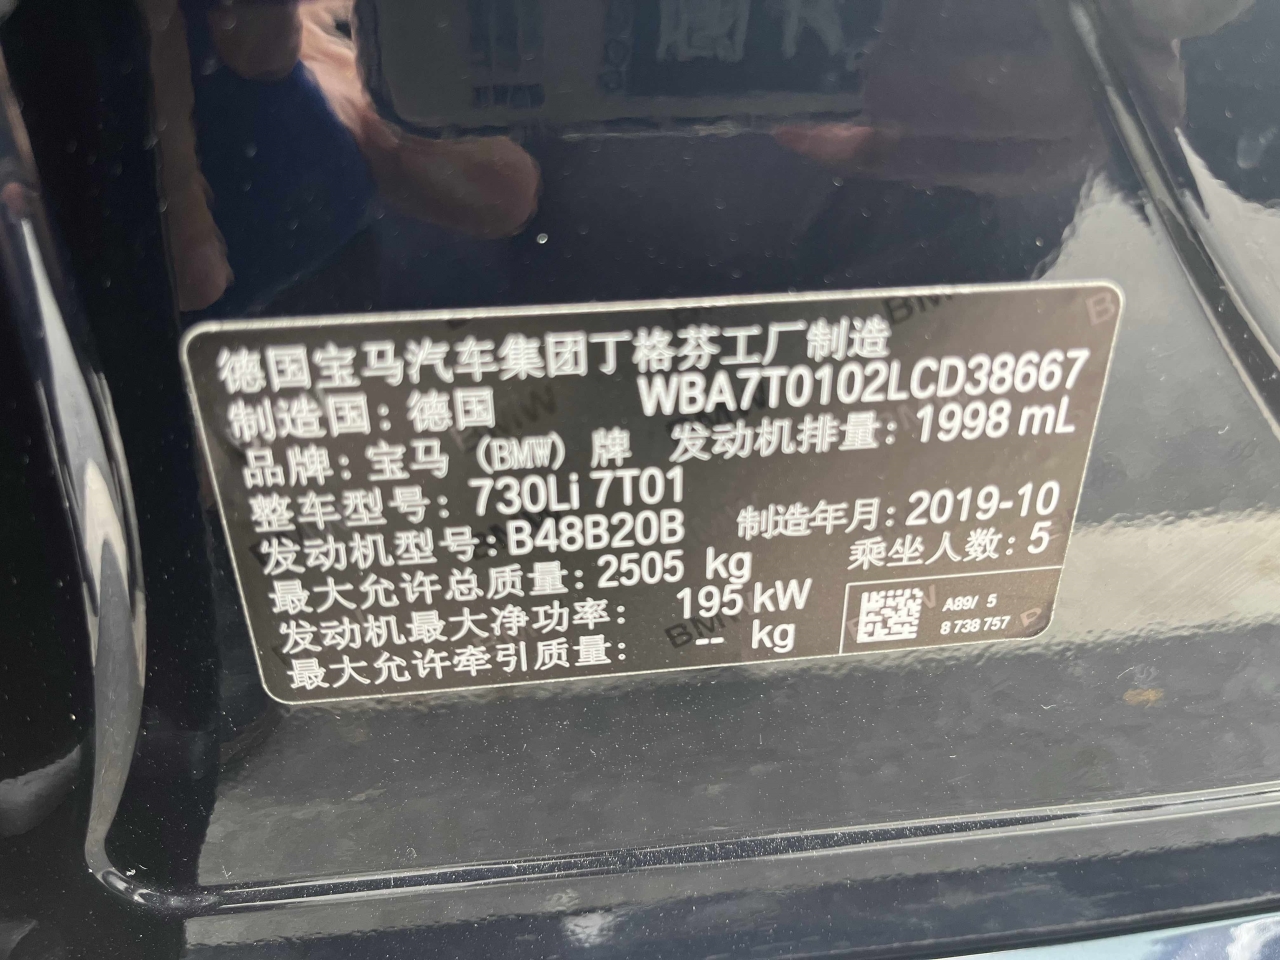 德国宝马汽车集团丁格芬工厂制造
制造国：德国 WBA7T0102LCD38667
品牌：宝马（BMW）牌 发动机排量：1998 mL
整车型号：730Li 7T01
发动机型号：B48B20B 制造年月：2019-10
最大允许总质量：2505 kg 乘坐人数：5
发动机最大净功率：195 kW
最大允许牵引质量：-- kg
A89/ 5
8 738 757